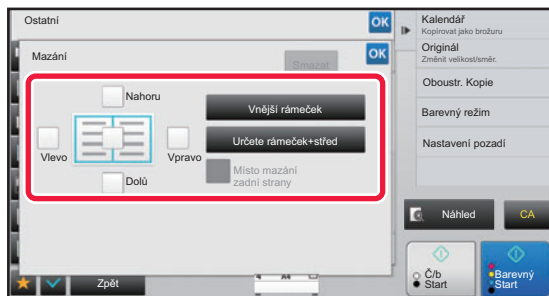 Ostatní
OK
Mazání
Smazat
OK
Nahoru
Vlevo
Vpravo
Dolů
Vnější rámeček
Určete rámeček+střed
Místo mazání
zadní strany
Zpět
A4
Kalendář
Kopírovat jako brožuru
Originál
Změnit velikost/směr.
Oboustr. Kopie
Barevný režim
Nastavení pozadí
Náhled
CA
Č/b
Start
Barevný
Start